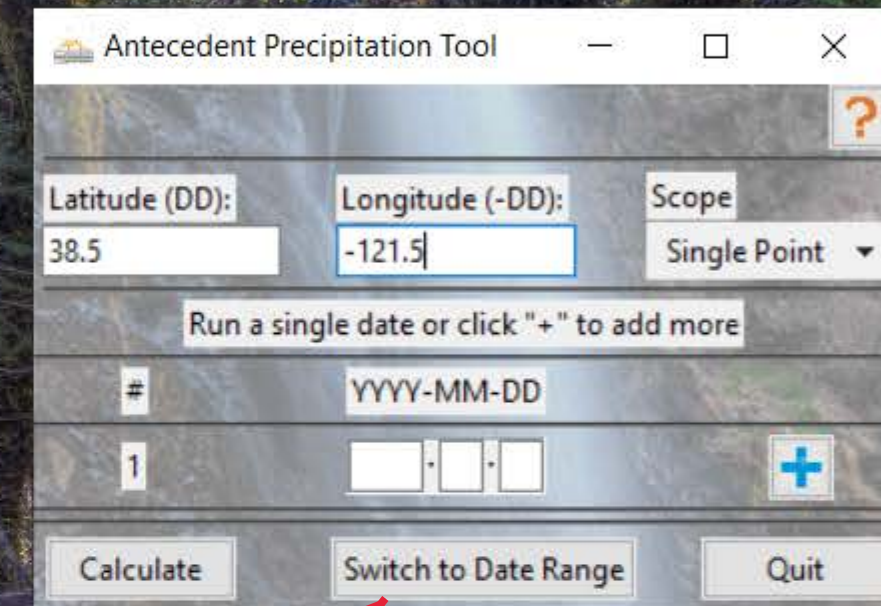 Antecedent Precipitation Tool
?
Latitude (DD): Longitude (-DD): Scope
38.5 -121.5 Single Point
Run a single date or click "+" to add more
# YYYY-MM-DD
1 - - +
Calculate Switch to Date Range Quit